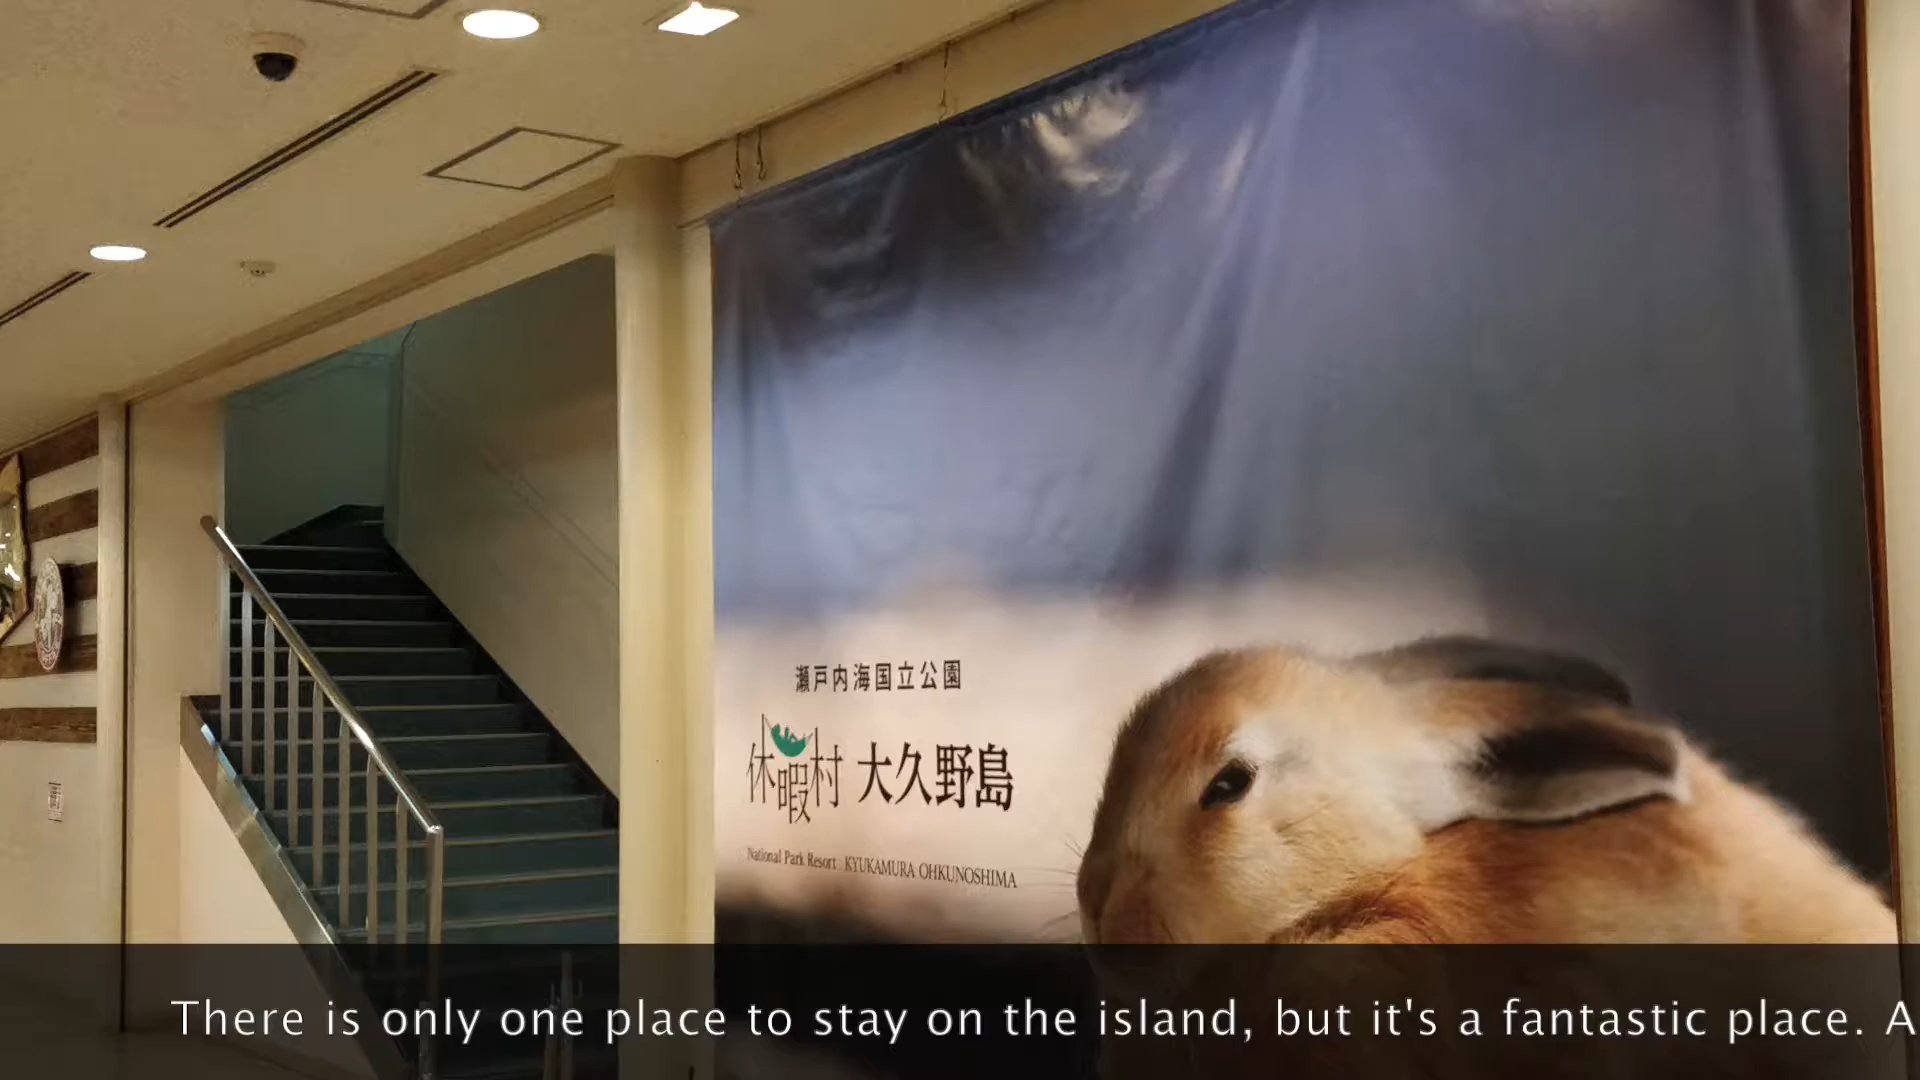 瀬戸内海国立公園
休暇村 大久野島
National Park Resort KYUKAMURA OHKUNOSHIMA
There is only one place to stay on the island, but it's a fantastic place. A